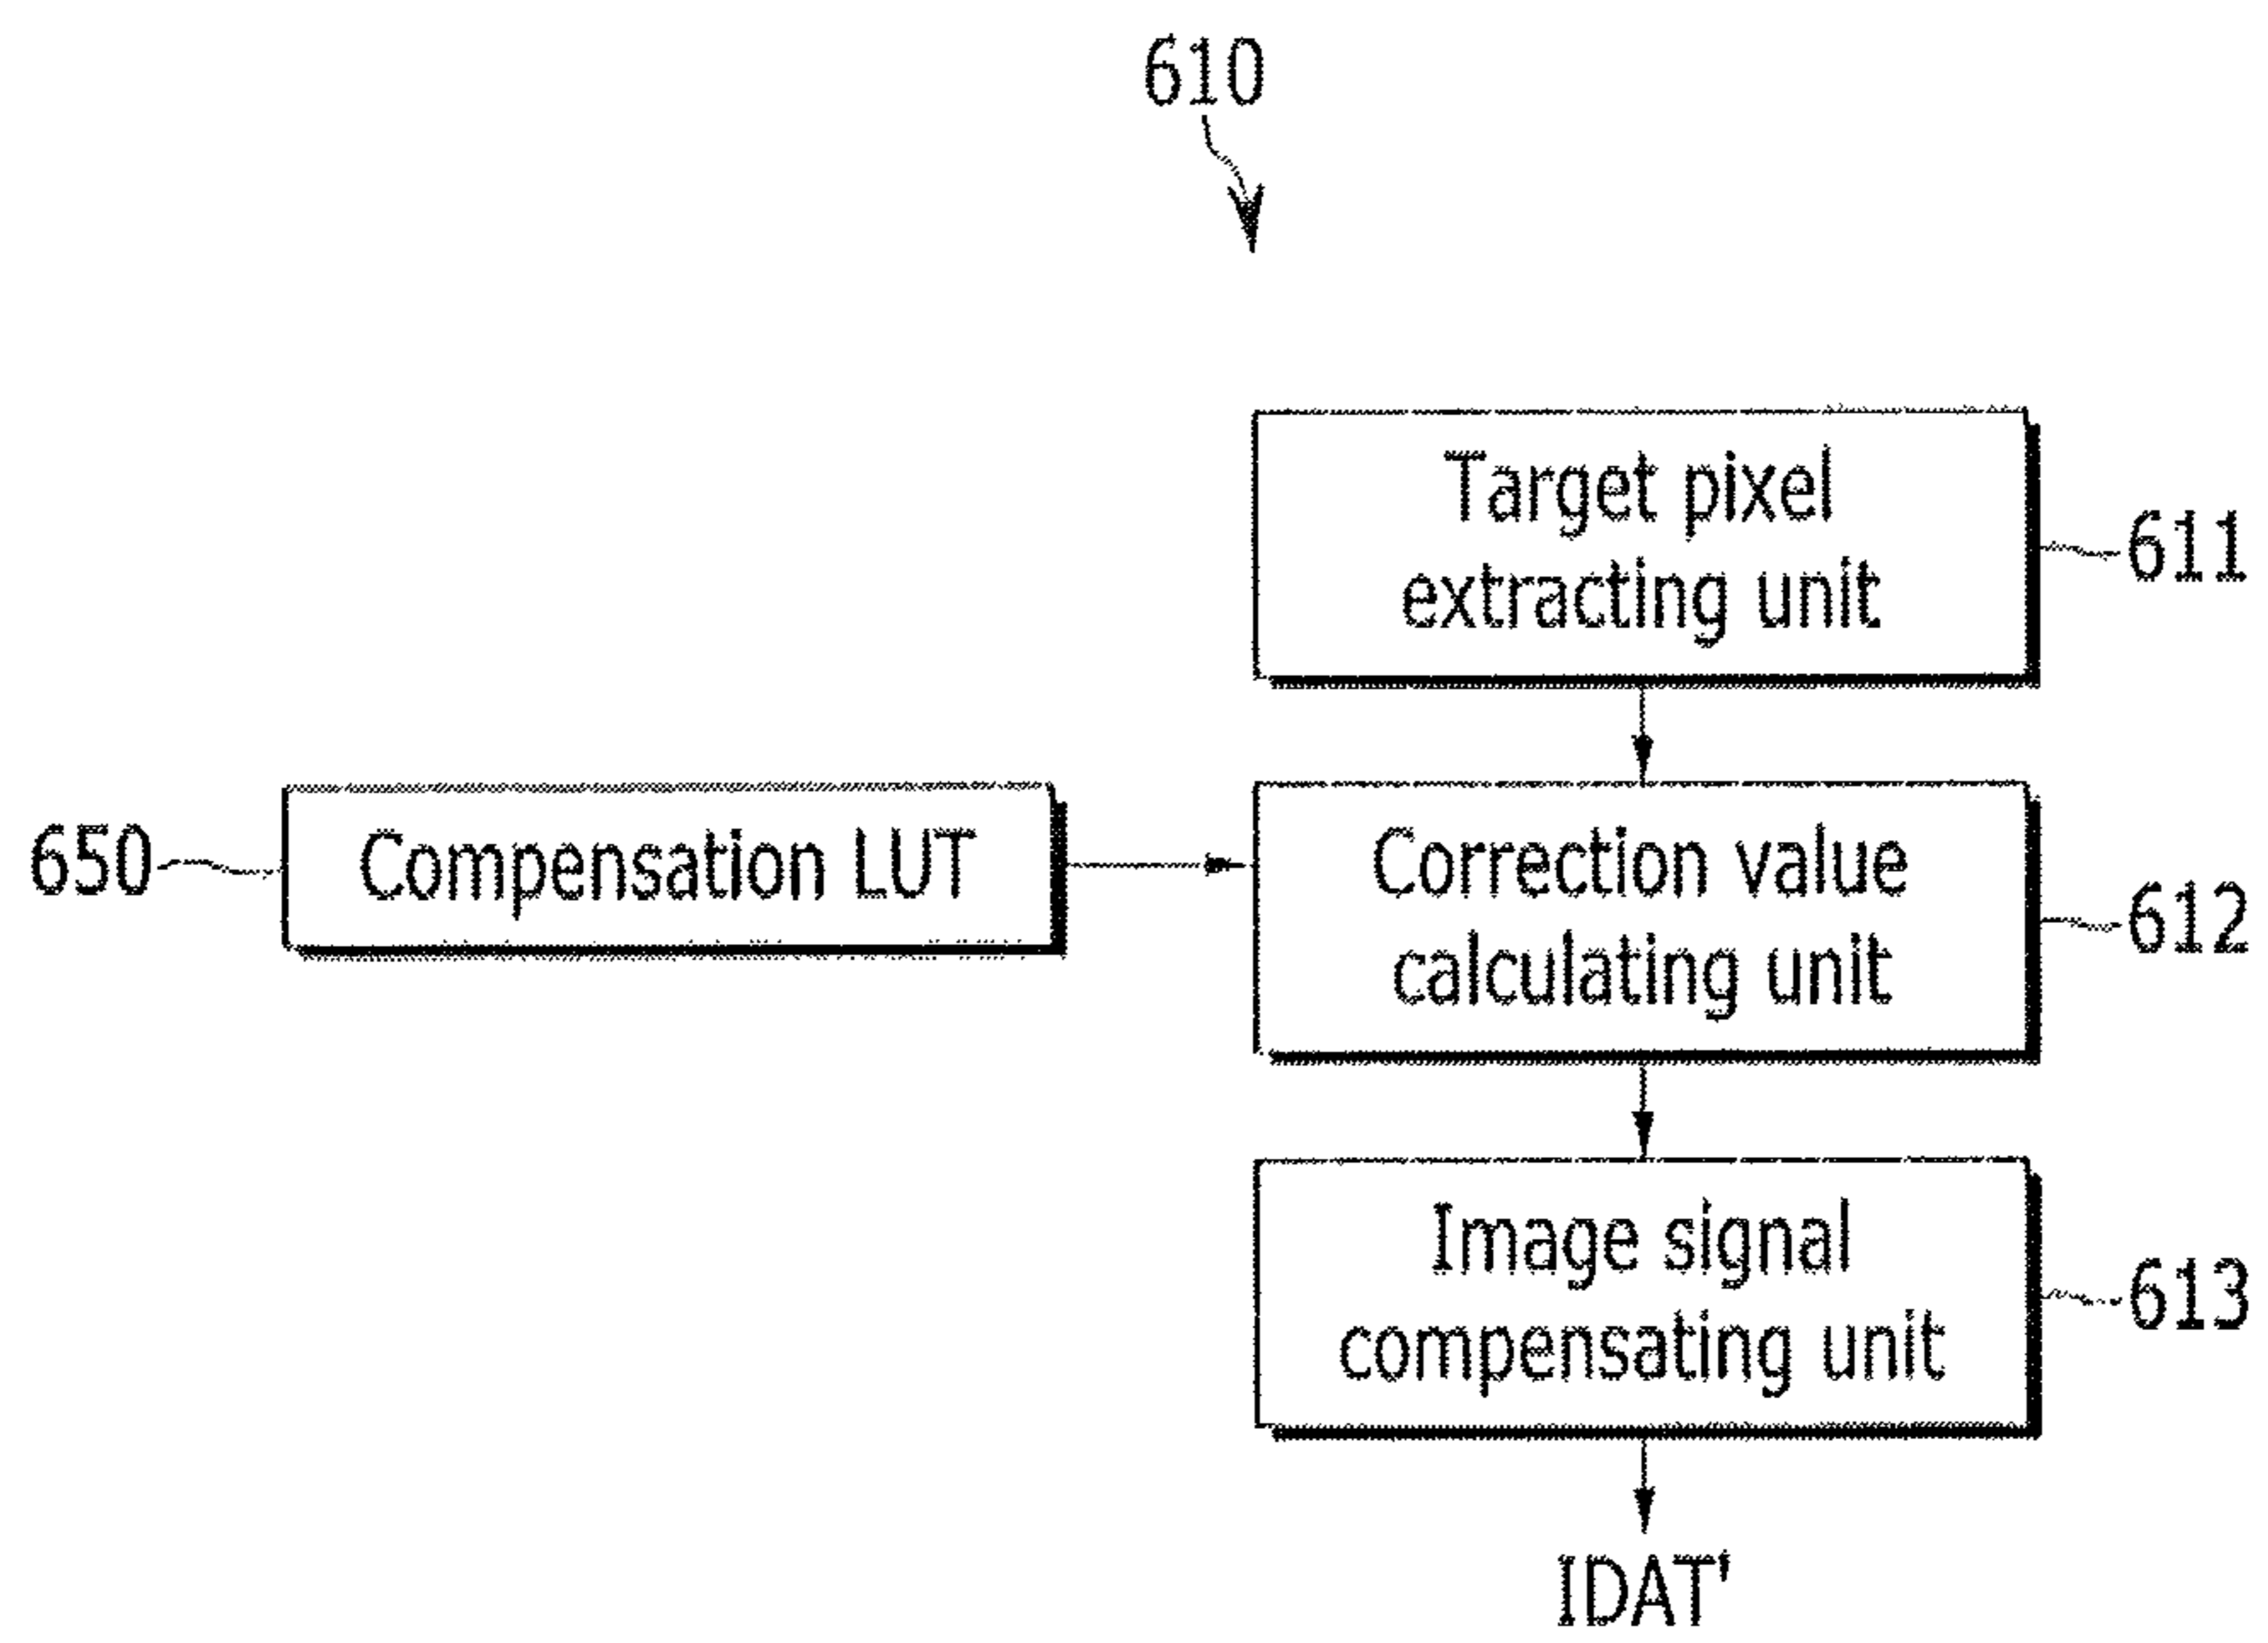 610
Target pixel
extracting unit
611
650
Compensation LUT
Correction value
calculating unit
612
Image signal
compensating unit
613
IDAT'